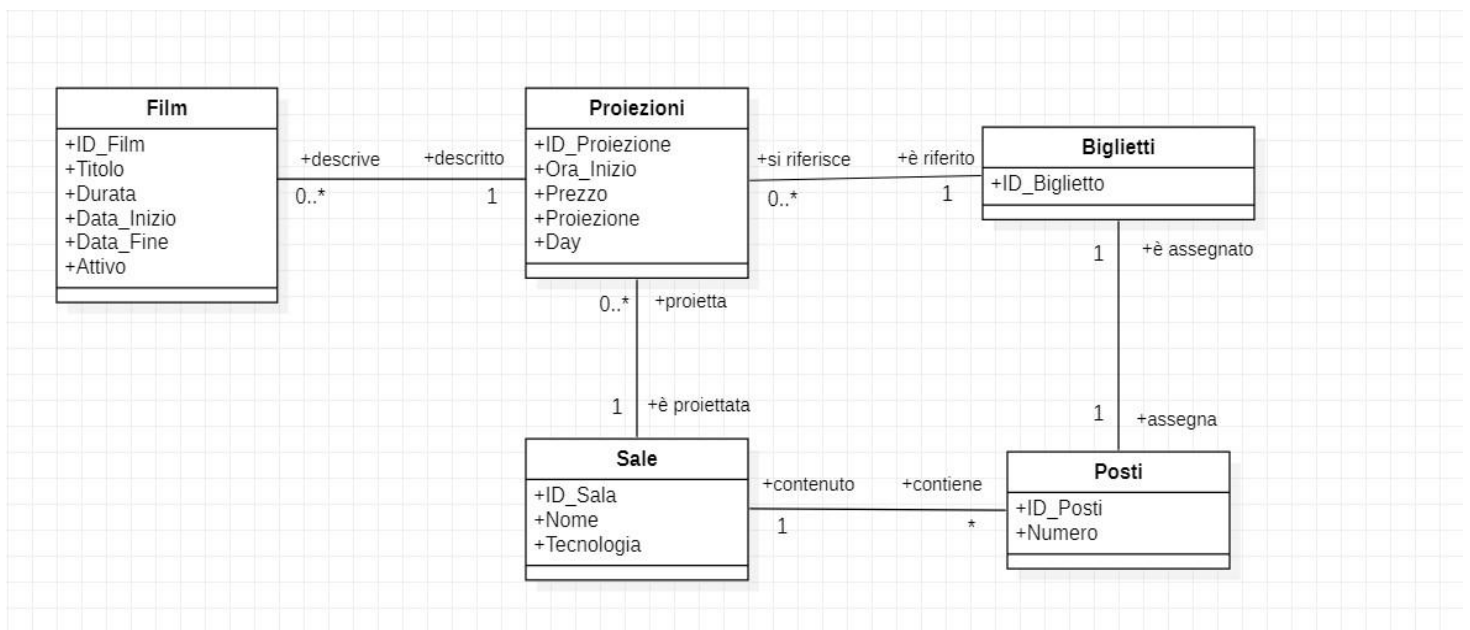 Film
+ID_Film
+Titolo
+Durata
+Data_Inizio
+Data_Fine
+Attivo
+descrive
+descritto
0..*
1
Proiezioni
+ID_Proiezione
+Ora_Inizio
+Prezzo
+Proiezione
+Day
+si riferisce
+è riferito
0..*
1
Biglietti
+ID_Biglietto
0..*
+proietta
1
+è proiettata
1
+è assegnato
1
+assegna
Sale
+ID_Sala
+Nome
+Tecnologia
+contenuto
+contiene
1
*
Posti
+ID_Posti
+Numero